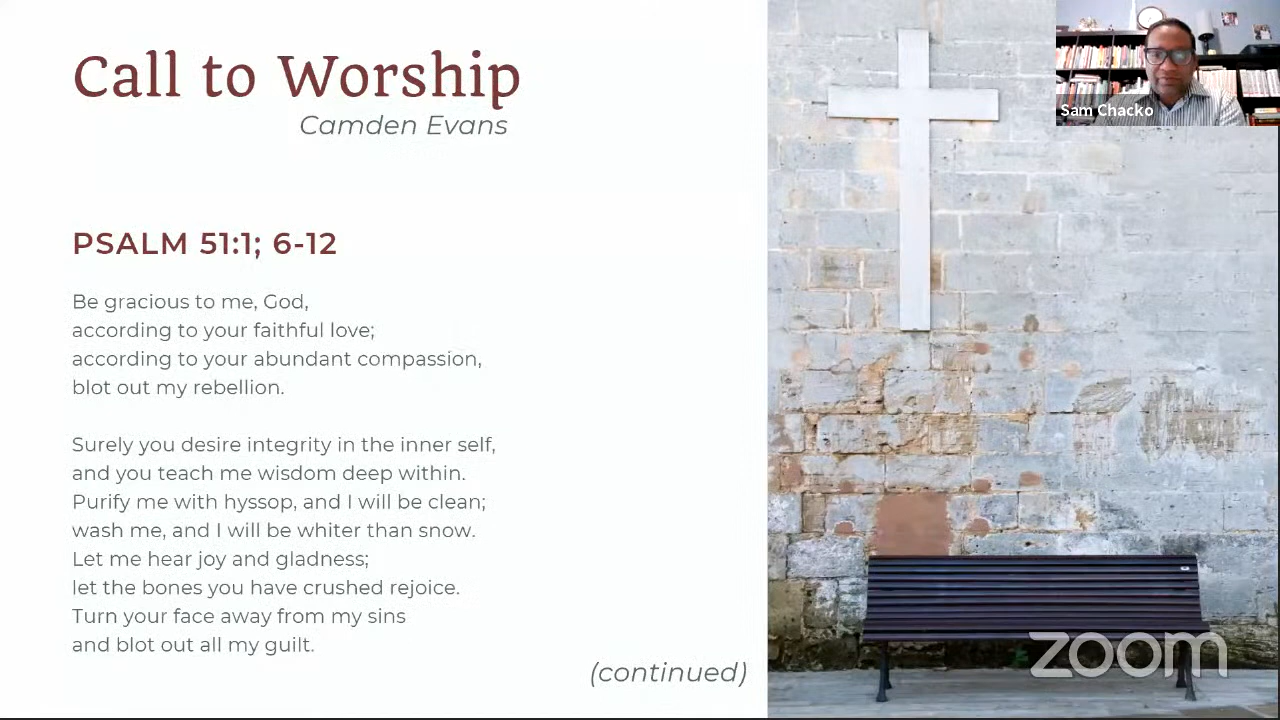 Call to Worship
Camden Evans
PSALM 51:1; 6-12
Be gracious to me, God,
according to your faithful love;
according to your abundant compassion,
blot out my rebellion.
Surely you desire integrity in the inner self,
and you teach me wisdom deep within.
Purify me with hyssop, and I will be clean;
wash me, and I will be whiter than snow.
Let me hear joy and gladness;
let the bones you have crushed rejoice.
Turn your face away from my sins
and blot out all my guilt.
(continued)
Sam Chacko
zoom